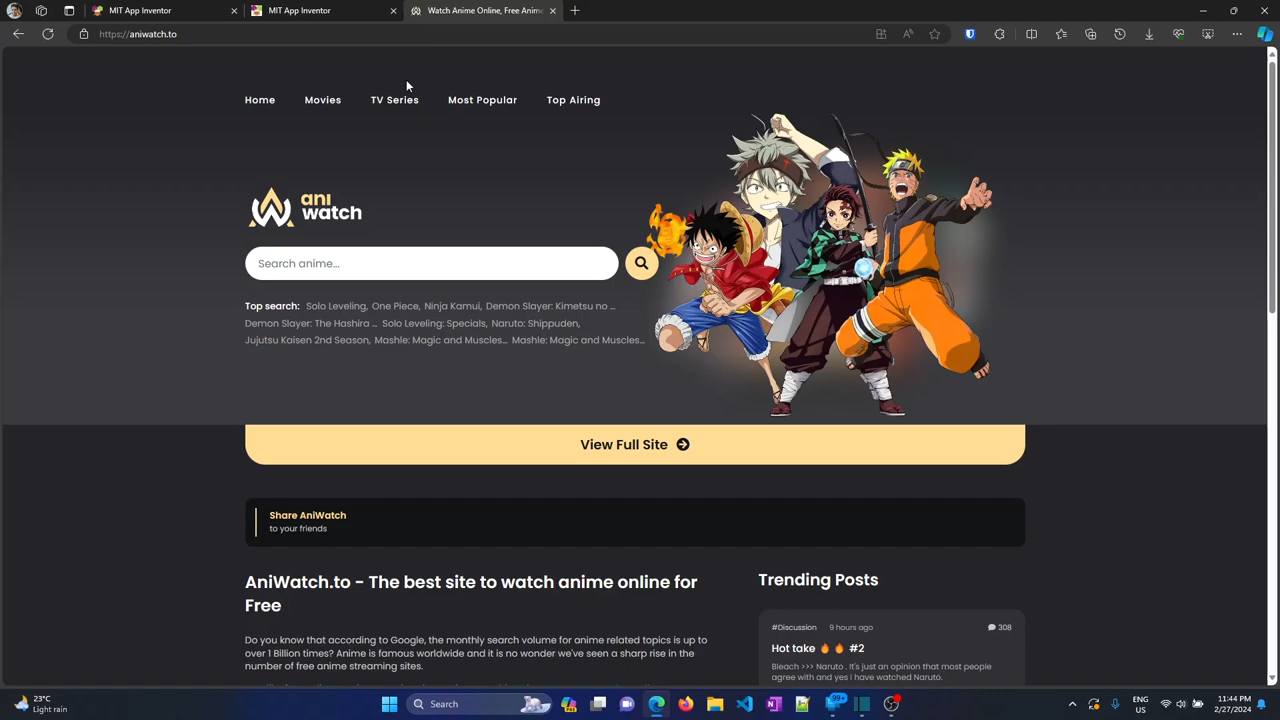 MIT App Inventor
MIT App Inventor
Watch Anime Online, Free Anime
https://aniwatch.to
Home Movies TV Series Most Popular Top Airing
ani
watch
Search anime...
Top search: Solo Leveling, One Piece, Ninja Kamui, Demon Slayer: Kimetsu no ...
Demon Slayer: The Hashira ... Solo Leveling: Specials, Naruto: Shippuden,
Jujutsu Kaisen 2nd Season, Mashle: Magic and Muscles... Mashle: Magic and Muscles...
View Full Site
Share AniWatch
to your friends
AniWatch.to - The best site to watch anime online for
Free
Do you know that according to Google, the monthly search volume for anime related topics is up to
over 1 Billion times? Anime is famous worldwide and it is no wonder we've seen a sharp rise in the
number of free anime streaming sites.
Trending Posts
#Discussion 9 hours ago 308
Hot take 🔥 🔥 #2
Bleach >>> Naruto . It's just an opinion that most people
agree with and yes I have watched Naruto.
23°C
Light rain
Search
99+
ENG
US
11:44 PM
2/27/2024